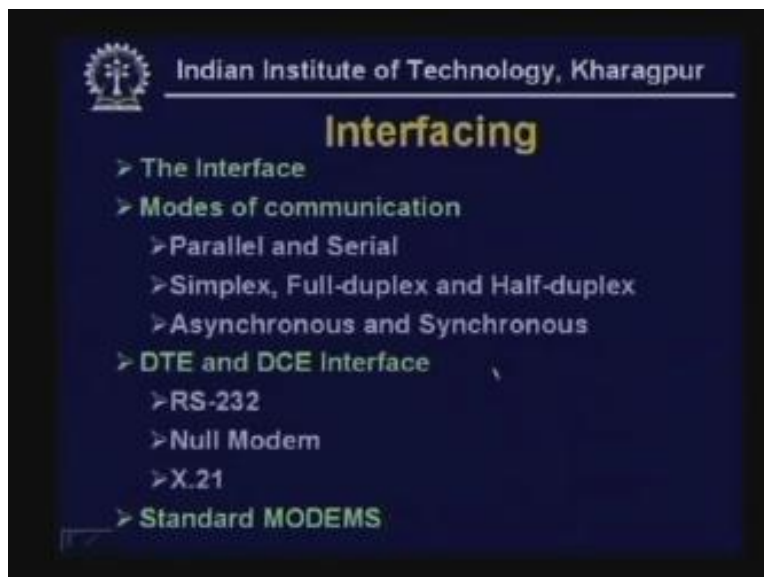 Indian Institute of Technology, Kharagpur
Interfacing
➢ The Interface
➢ Modes of communication
➢Parallel and Serial
➢Simplex, Full-duplex and Half-duplex
➢Asynchronous and Synchronous
➢ DTE and DCE Interface
➢RS-232
➢Null Modem
➢X.21
➢ Standard MODEMS